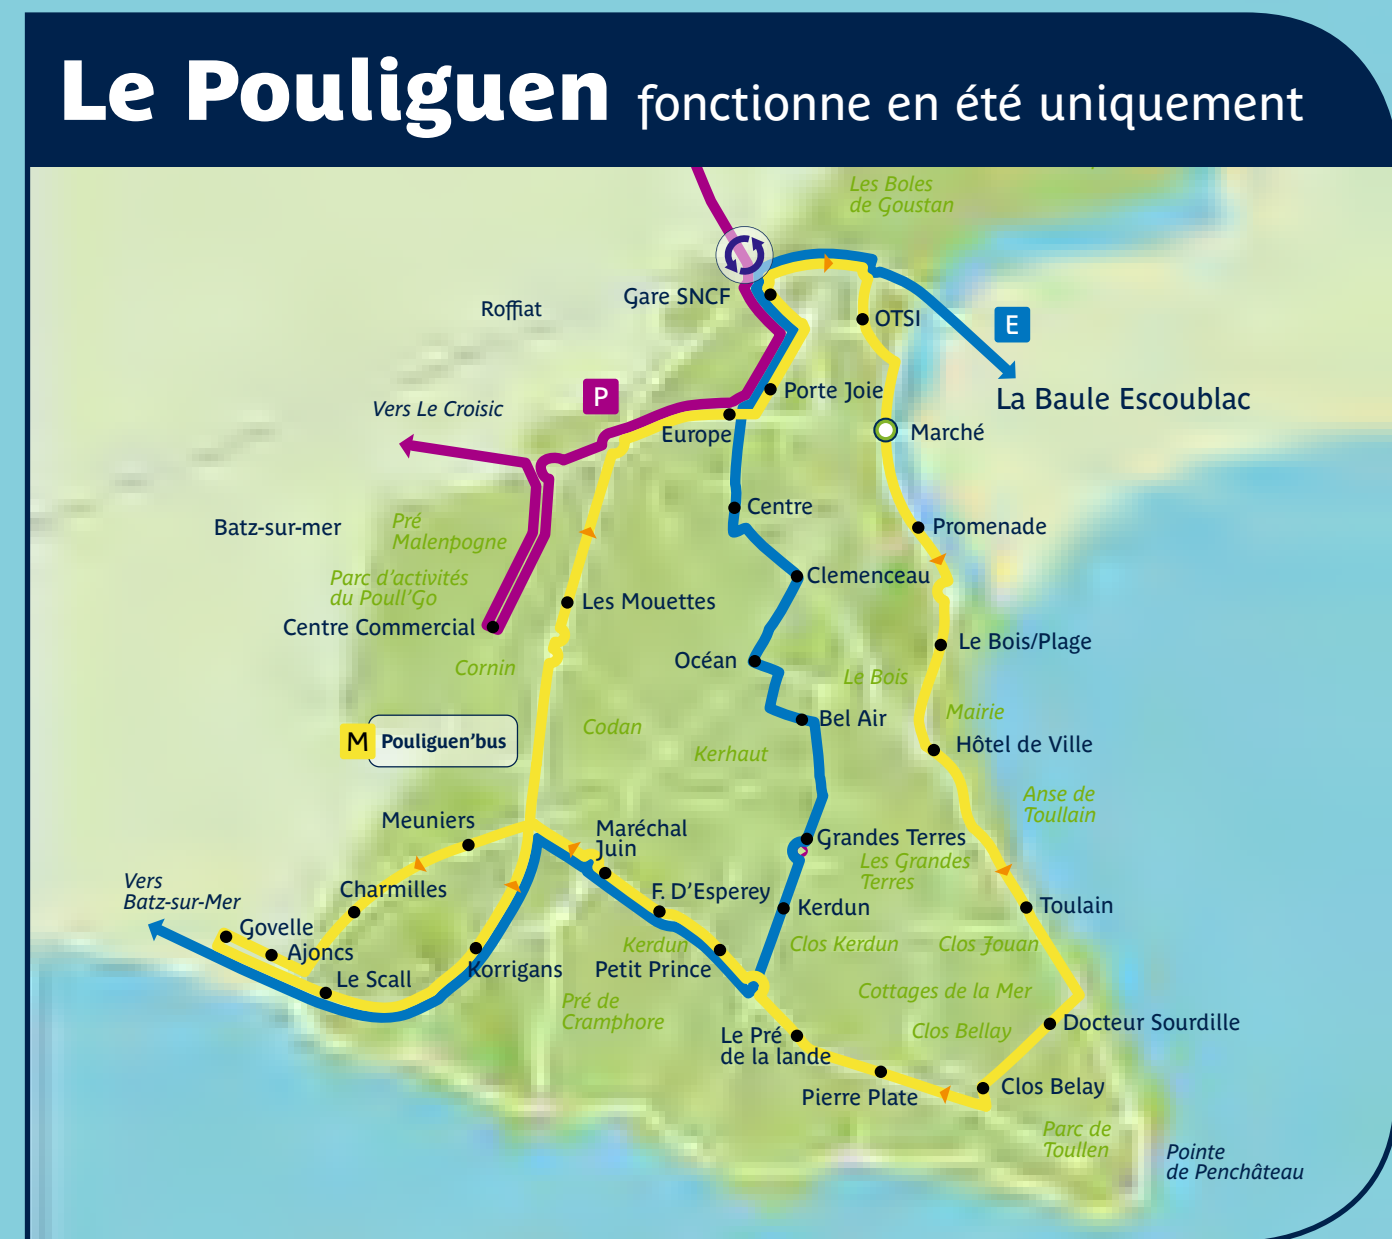 Le Pouliguen fonctionne en été uniquement
Les Boles
de Goustan
Gare SNCF
Roffiat
OTSI
E
P
Porte Joie
La Baule Escoublac
Vers Le Croisic
Europe
Marché
Centre
Batz-sur-mer
Pré
Malenpogne
Promenade
Parc d'activités
du Poull'Go
Clemenceau
Les Mouettes
Centre Commercial
Le Bois/Plage
Océan
Cornin
Le Bois
Mairie
Bel Air
Codan
M Pouliguen'bus
Kerhaut
Hôtel de Ville
Anse de
Toullain
Meuniers
Maréchal
Juin
Grandes Terres
Les Grandes
Terres
Vers
Batz-sur-Mer
Charmilles
F. D'Esperey
Kerdun
Toulain
Govelle
Ajoncs
Kerdun
Clos Kerdun
Clos Jouan
Le Scall
Korrigans
Petit Prince
Pré de
Cramphore
Cottages de la Mer
Clos Bellay
Docteur Sourdille
Le Pré
de la lande
Pierre Plate
Clos Belay
Parc de
Toullen
Pointe
de Penchâteau